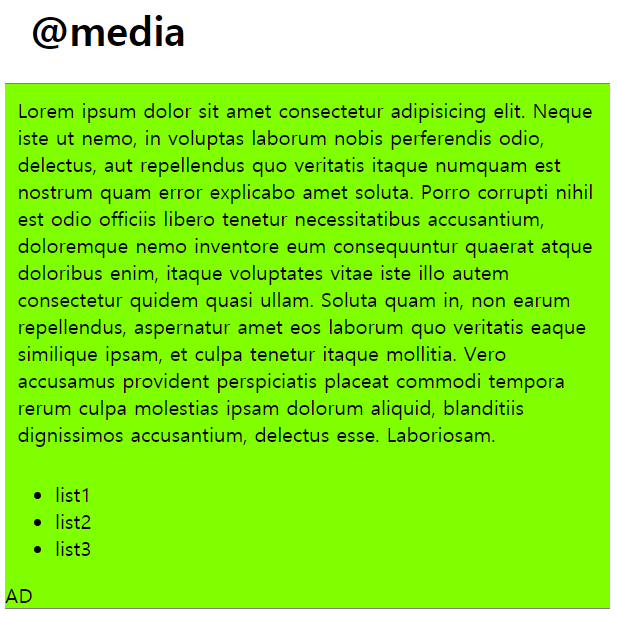 @media
Lorem ipsum dolor sit amet consectetur adipisicing elit. Neque
iste ut nemo, in voluptas laborum nobis perferendis odio,
delectus, aut repellendus quo veritatis itaque numquam est
nostrum quam error explicabo amet soluta. Porro corrupti nihil
est odio officiis libero tenetur necessitatibus accusantium,
doloremque nemo inventore eum consequuntur quaerat atque
doloribus enim, itaque voluptates vitae iste illo autem
consectetur quidem quasi ullam. Soluta quam in, non earum
repellendus, aspernatur amet eos laborum quo veritatis eaque
similique ipsam, et culpa tenetur itaque mollitia. Vero
accusamus provident perspiciatis placeat commodi tempora
rerum culpa molestias ipsam dolorum aliquid, blanditiis
dignissimos accusantium, delectus esse. Laboriosam.
• list1
• list2
• list3
AD